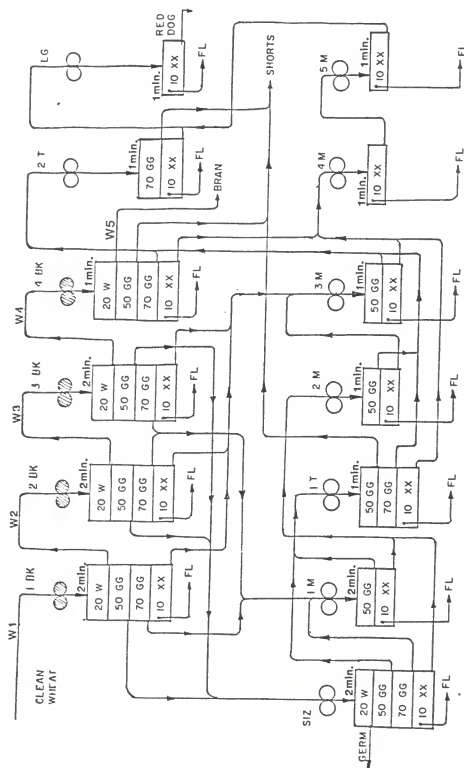 CLEAN
WHEAT
W1
1 BK
2min.
20 W
50 GG
70 GG
10 XX
FL
W2
2 BK
2min.
20 W
50 GG
70 GG
10 XX
FL
W3
3 BK
2min.
20 W
50 GG
70 GG
10 XX
FL
W4
4 BK
1min.
20 W
50 GG
70 GG
10 XX
FL
W5
BRAN
2 T
1min.
70 GG
10 XX
FL
SHORTS
LG
1min.
10 XX
RED
DOG
FL
SIZ
2min.
20 W
50 GG
70 GG
10 XX
GERM
FL
1 M
2min.
50 GG
10 XX
FL
1 T
1min.
50 GG
70 GG
10 XX
FL
2 M
1min.
50 GG
10 XX
FL
3 M
1min.
50 GG
10 XX
FL
4 M
1min.
10 XX
FL
5 M
1min.
10 XX
FL